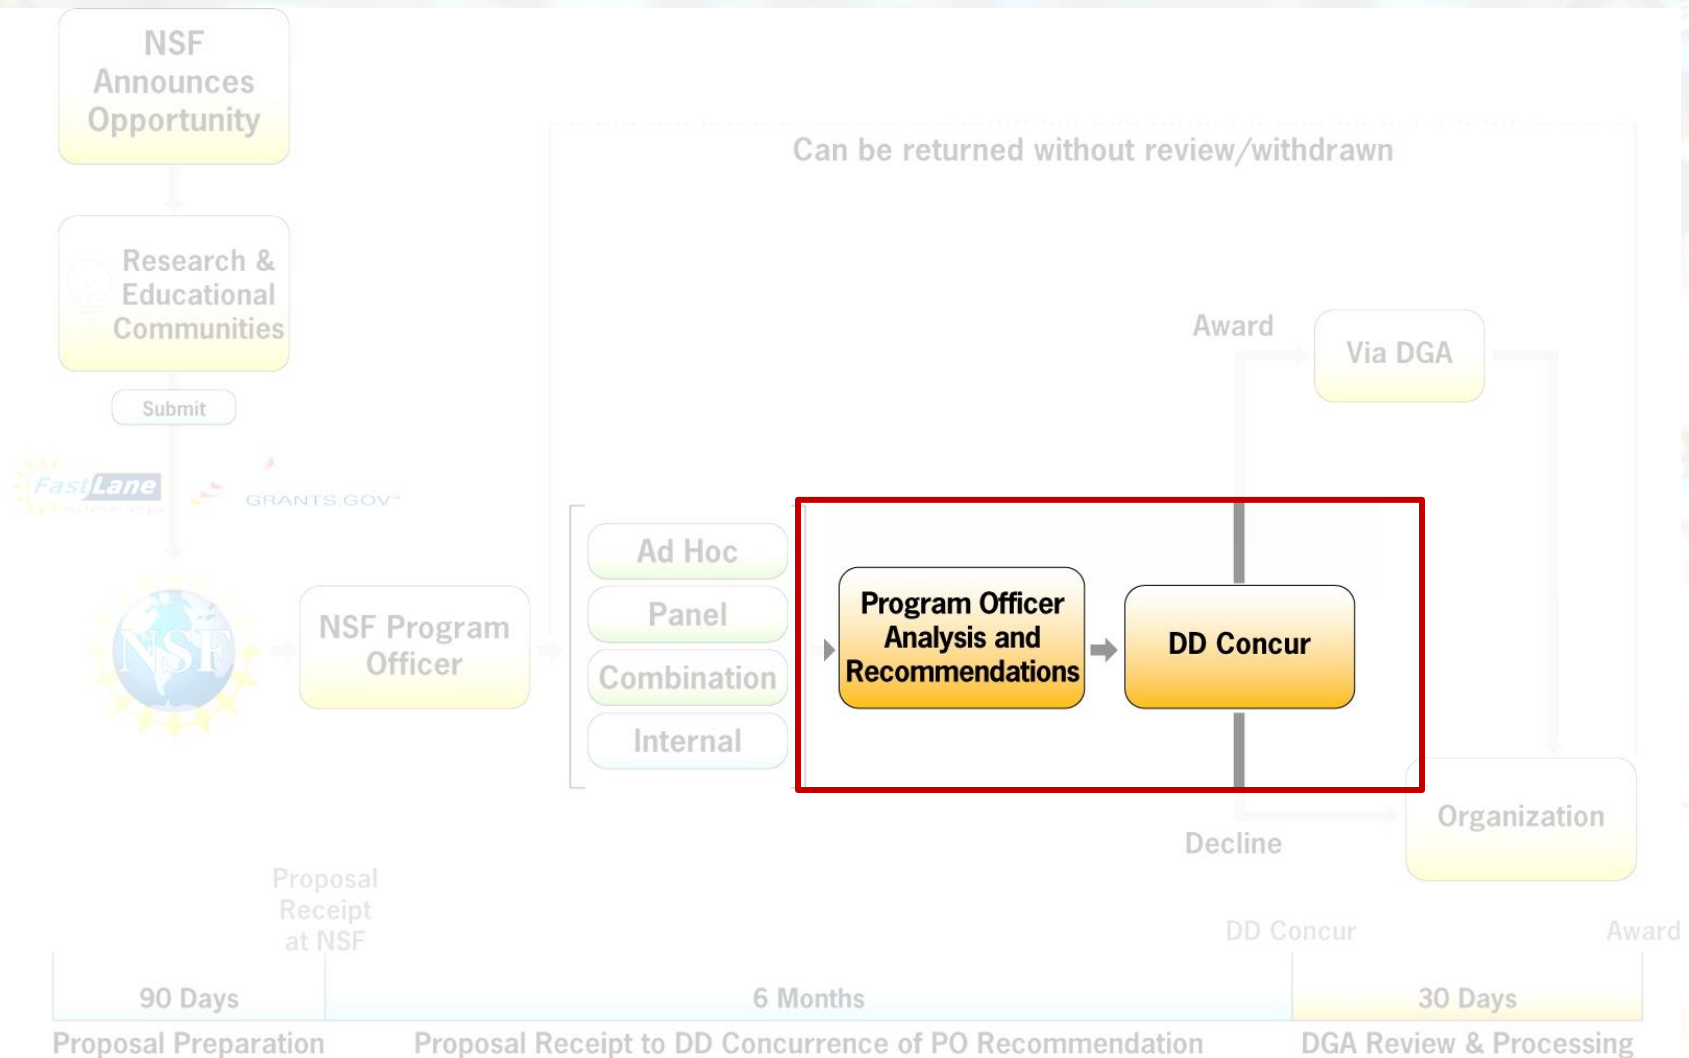 NSF
Announces
Opportunity
Can be returned without review/withdrawn
Research &
Educational
Communities
Submit
FastLane
GRANTS.GOV
Award
Via DGA
NSF
NSF Program
Officer
Ad Hoc
Panel
Combination
Internal
Program Officer
Analysis and
Recommendations
DD Concur
Decline
Organization
Proposal
Receipt
at NSF
DD Concur
Award
90 Days
6 Months
30 Days
Proposal Preparation
Proposal Receipt to DD Concurrence of PO Recommendation
DGA Review & Processing